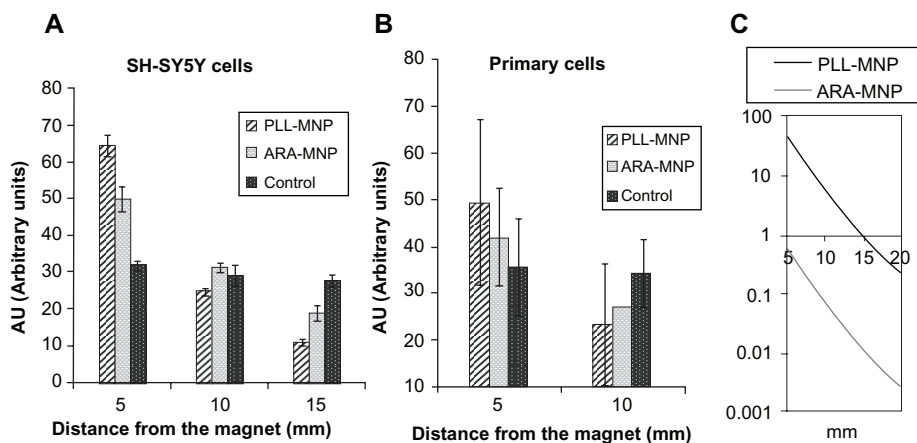 A
SH-SY5Y cells
AU (Arbitrary units)
80
70
60
50
40
30
20
10
0
PLL-MNP
ARA-MNP
Control
5 10 15
Distance from the magnet (mm)
B
Primary cells
AU (Arbitrary units)
80
70
60
50
40
30
20
10
PLL-MNP
ARA-MNP
Control
5 10
Distance from the magnet (mm)
C
PLL-MNP
ARA-MNP
100
10
1
0.1
0.01
0.001
5 10 15 20
mm